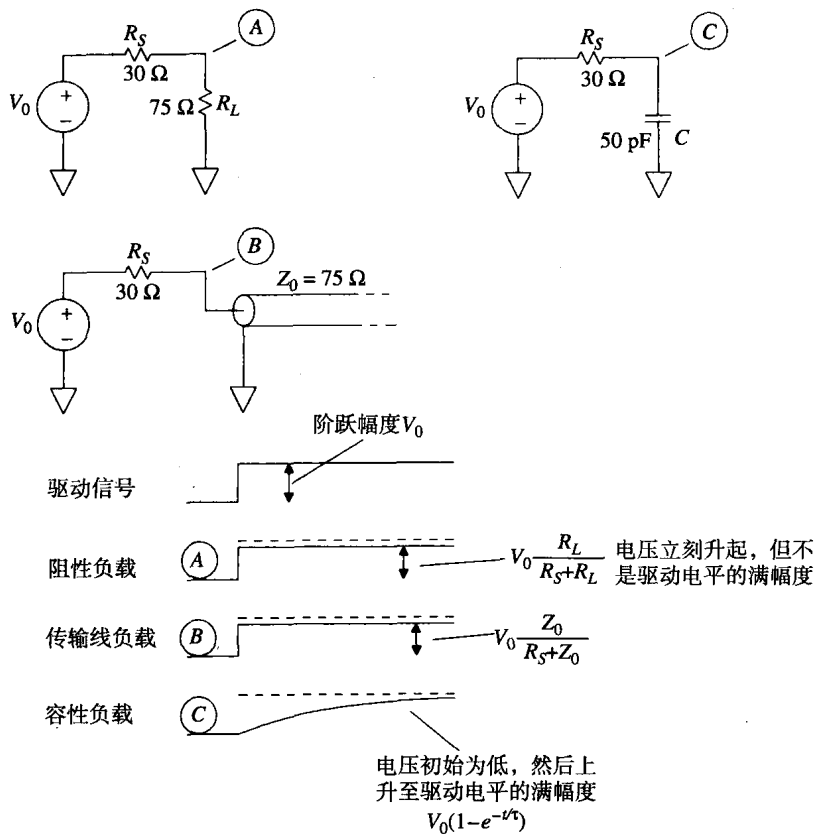 A
R_S
30 Ω
V_0
+
−
75 Ω R_L
C
R_S
30 Ω
V_0
+
−
50 pF C
B
R_S
30 Ω
V_0
+
−
Z_0 = 75 Ω
阶跃幅度V_0
驱动信号
阻性负载
A
V_0 R_L/(R_S+R_L)
电压立刻升起，但不
是驱动电平的满幅度
传输线负载
B
V_0 Z_0/(R_S+Z_0)
容性负载
C
电压初始为低，然后上
升至驱动电平的满幅度
V_0(1−e^{−t/τ})